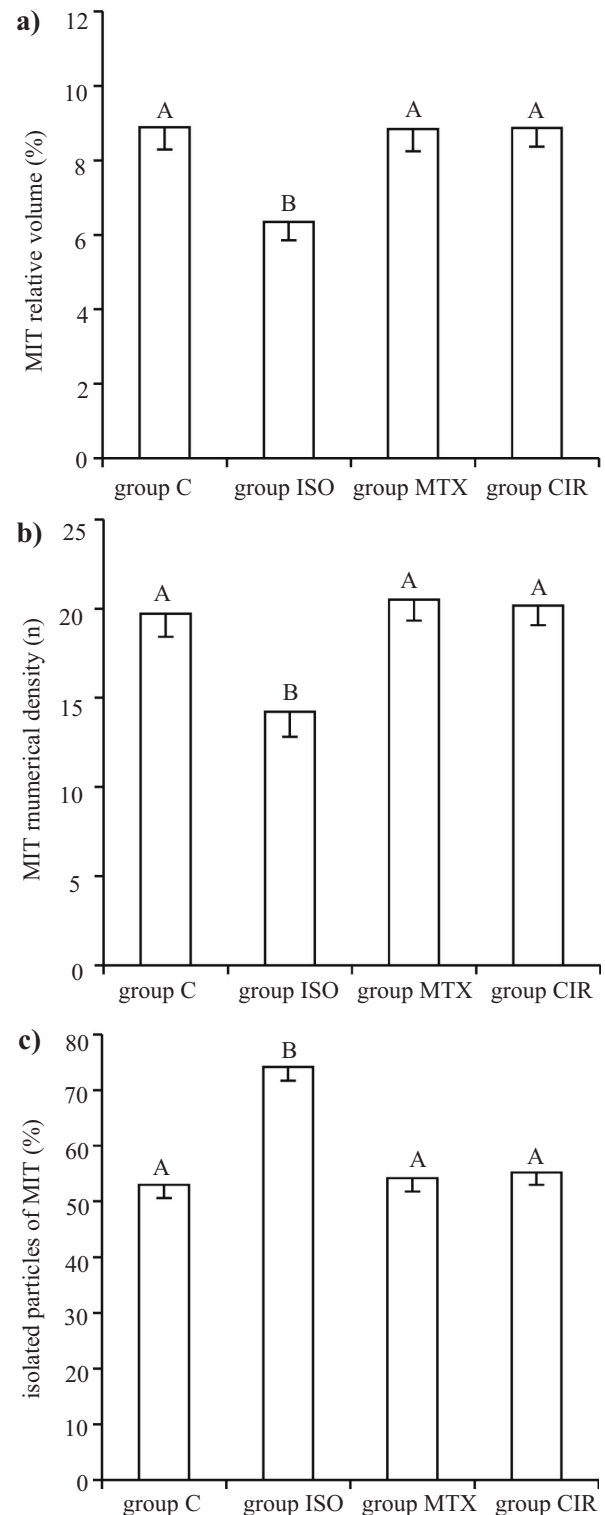 a)
MIT relative volume (%)
12
10
8
6
4
2
0
A
B
A
A
group C group ISO group MTX group CIR
b)
MIT rnumerical density (n)
25
20
15
10
5
0
A
B
A
A
group C group ISO group MTX group CIR
c)
isolated particles of MIT (%)
80
70
60
50
40
30
20
10
0
A
B
A
A
group C group ISO group MTX group CIR